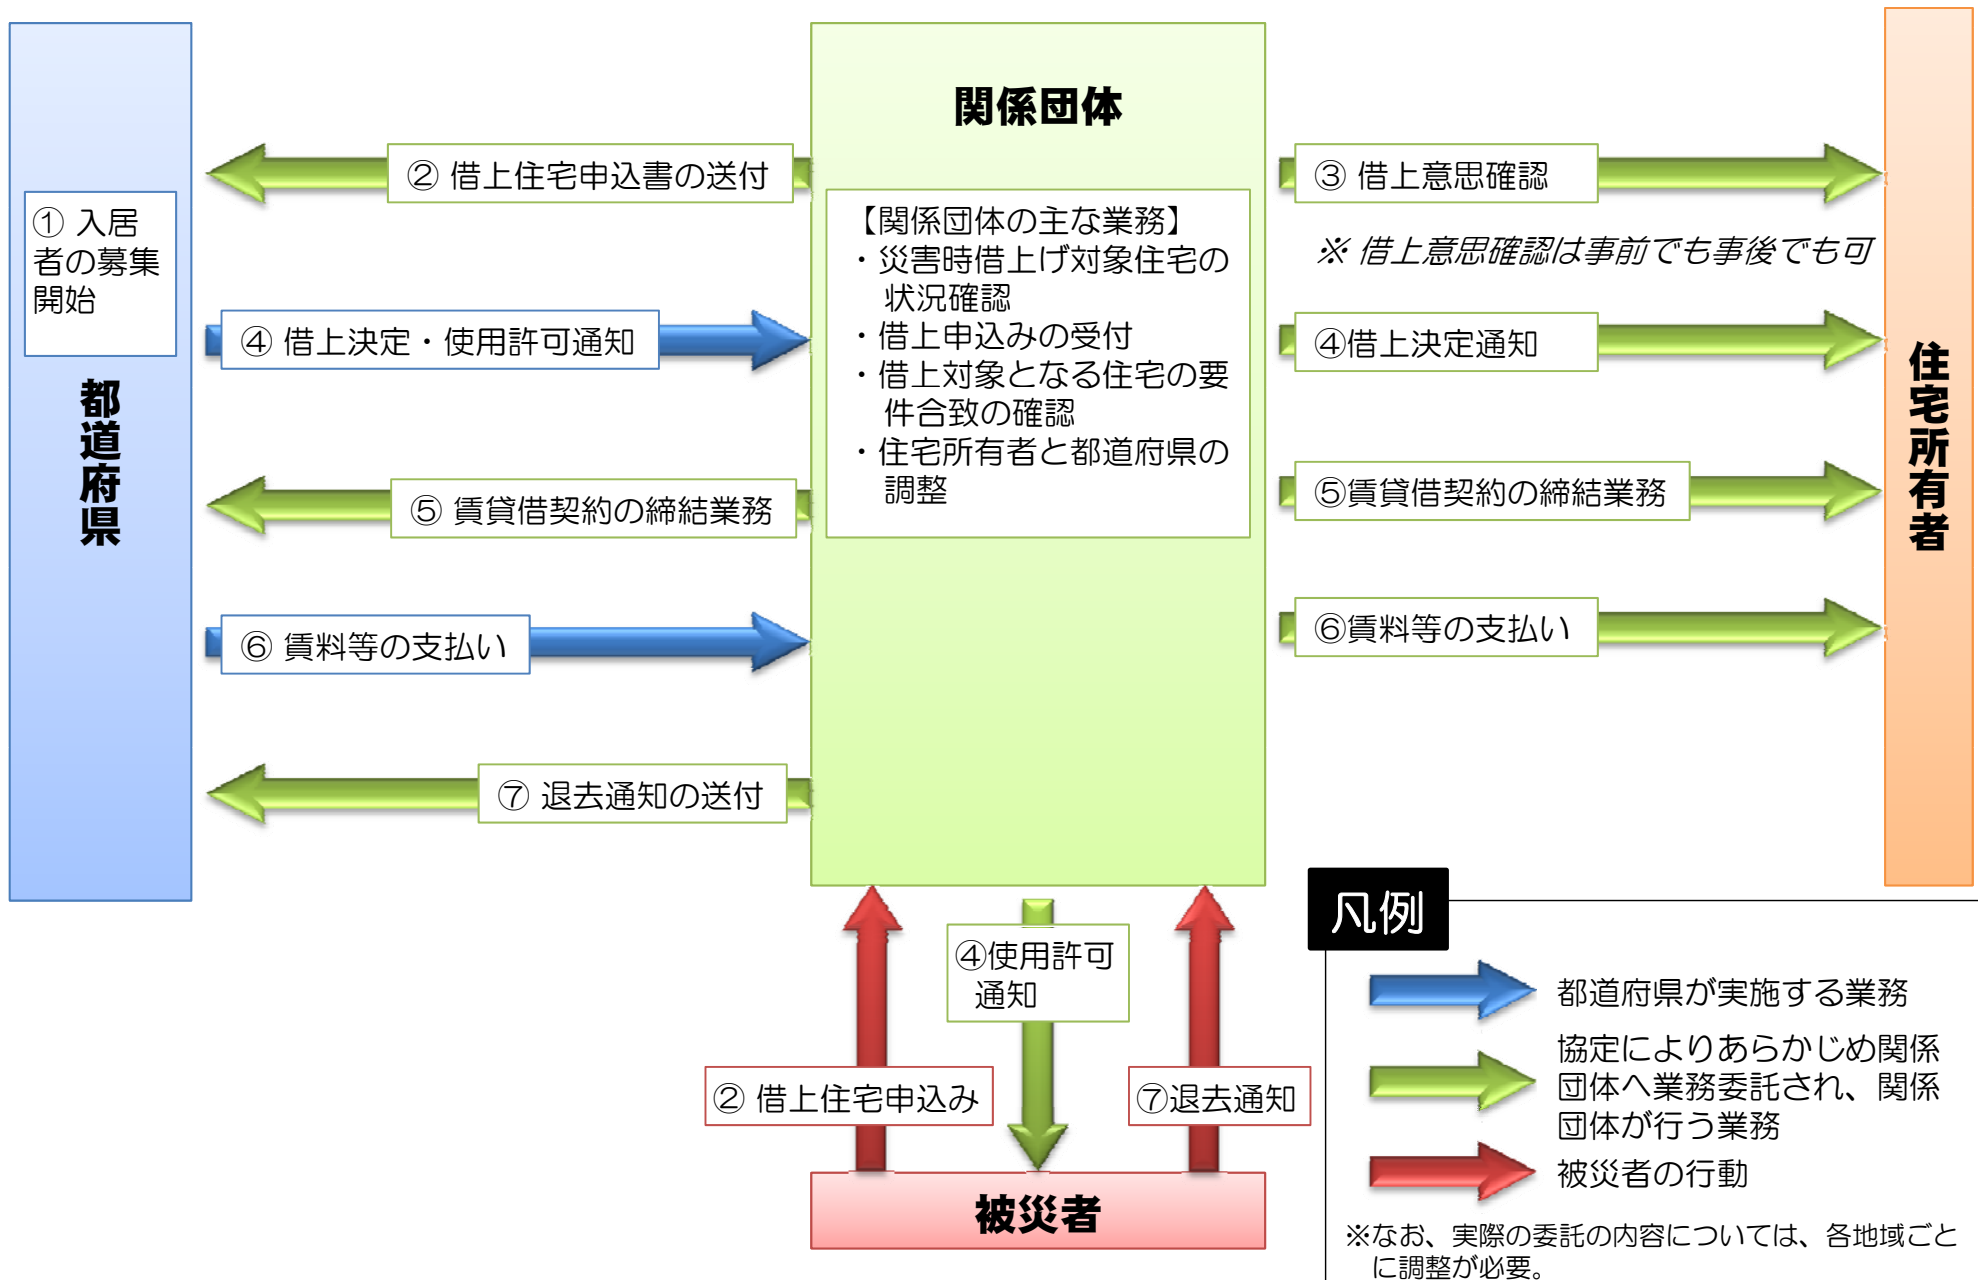 関係団体
② 借上住宅申込書の送付
③ 借上意思確認
① 入居
者の募集
開始
【関係団体の主な業務】
・災害時借上げ対象住宅の
状況確認
・借上申込みの受付
・借上対象となる住宅の要
件合致の確認
・住宅所有者と都道府県の
調整
※ 借上意思確認は事前でも事後でも可
④ 借上決定・使用許可通知
④借上決定通知
都道府県
住宅所有者
⑤ 賃貸借契約の締結業務
⑤賃貸借契約の締結業務
⑥ 賃料等の支払い
⑥賃料等の支払い
⑦ 退去通知の送付
④使用許可
通知
② 借上住宅申込み
⑦退去通知
被災者
凡例
都道府県が実施する業務
協定によりあらかじめ関係
団体へ業務委託され、関係
団体が行う業務
被災者の行動
※なお、実際の委託の内容については、各地域ごと
に調整が必要。